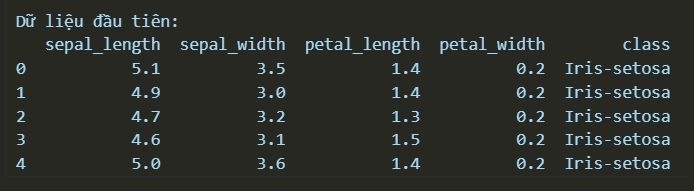 Dữ liệu đầu tiên:
sepal_length sepal_width petal_length petal_width class
0 5.1 3.5 1.4 0.2 Iris-setosa
1 4.9 3.0 1.4 0.2 Iris-setosa
2 4.7 3.2 1.3 0.2 Iris-setosa
3 4.6 3.1 1.5 0.2 Iris-setosa
4 5.0 3.6 1.4 0.2 Iris-setosa